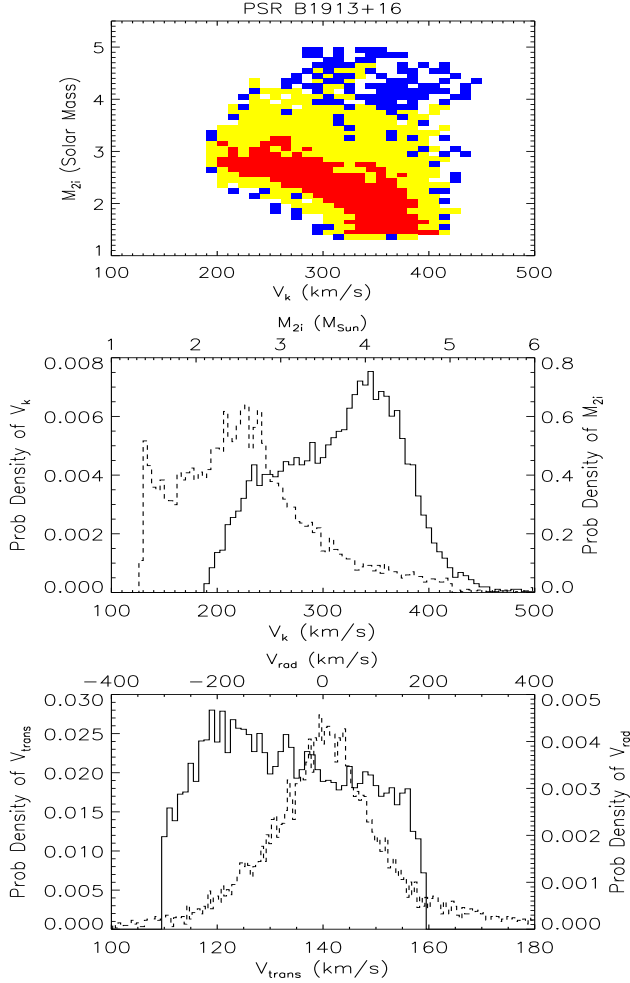 PSR B1913+16
5
4
3
2
1
M2i (Solar Mass)
100 200 300 400 500
Vk (km/s)
M2i (MSun)
1 2 3 4 5 6
0.008
0.006
0.004
0.002
0.000
Prob Density of Vk
0.8
0.6
0.4
0.2
0.0
Prob Density of M2i
100 200 300 400 500
Vk (km/s)
Vrad (km/s)
−400 −200 0 200 400
0.030
0.025
0.020
0.015
0.010
0.005
0.000
Prob Density of Vtrans
0.005
0.004
0.003
0.002
0.001
0.000
Prob Density of Vrad
100 120 140 160 180
Vtrans (km/s)